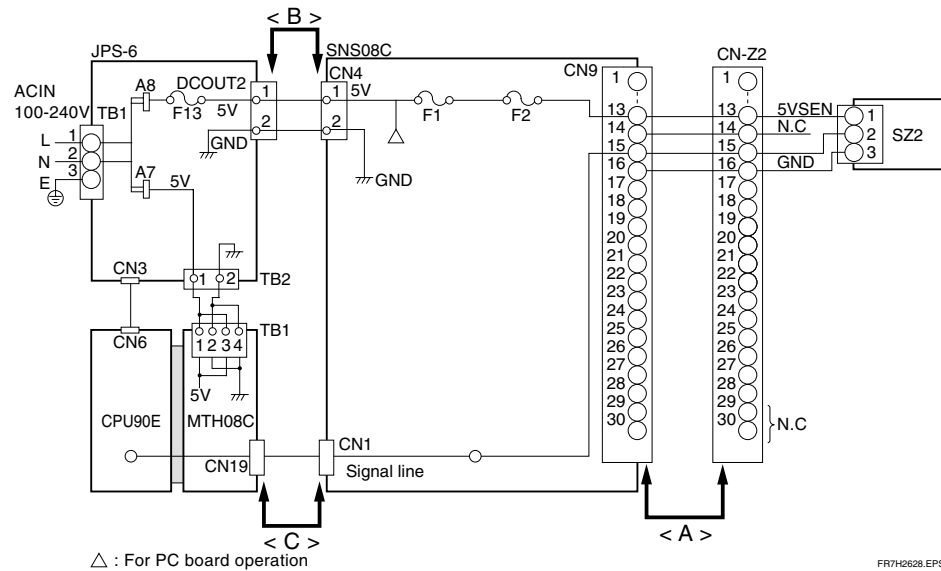 < B >
JPS-6
SNS08C
ACIN
100-240V
TB1
A8
DCOUT2
F13
5V
1
2
GND
CN4
1
5V
2
GND
F1
F2
CN9
CN-Z2
L
N
E
1
2
3
A7
5V
1
13
14
15
16
17
18
19
20
21
22
23
24
25
26
27
28
29
30
1
13
14
15
16
17
18
19
20
21
22
23
24
25
26
27
28
29
30
5VSEN
N.C
GND
1
2
3
SZ2
N.C
CN3
1
2
TB2
CN6
TB1
1 2 3 4
5V
CPU90E
MTH08C
CN19
CN1
Signal line
< C >
< A >
△ : For PC board operation
FR7H2628.EPS